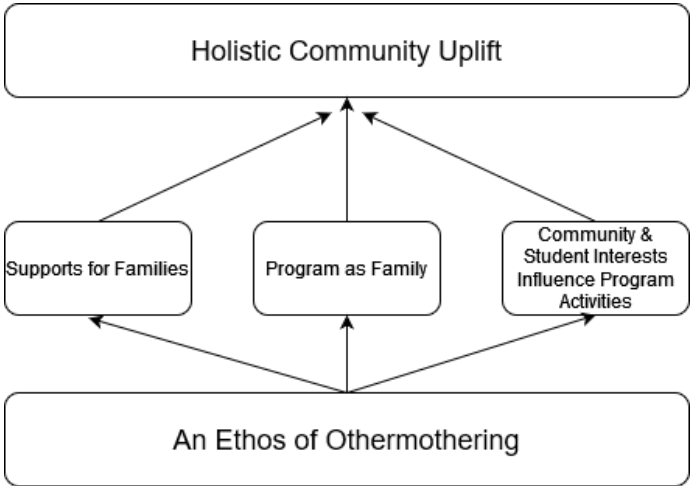 Holistic Community Uplift
Supports for Families
Program as Family
Community &
Student Interests
Influence Program
Activities
An Ethos of Othermothering